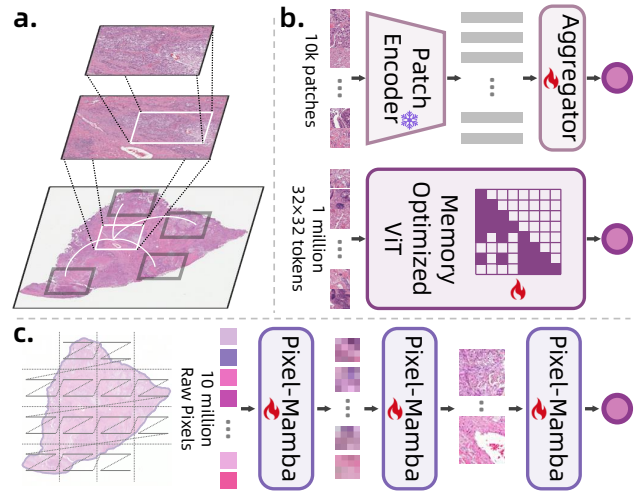 a.
b.
10k patches
Patch
Encoder
Aggregator
1 million
32×32 tokens
Memory
Optimized
ViT
c.
10 million
Raw Pixels
Pixel-Mamba
Pixel-Mamba
Pixel-Mamba